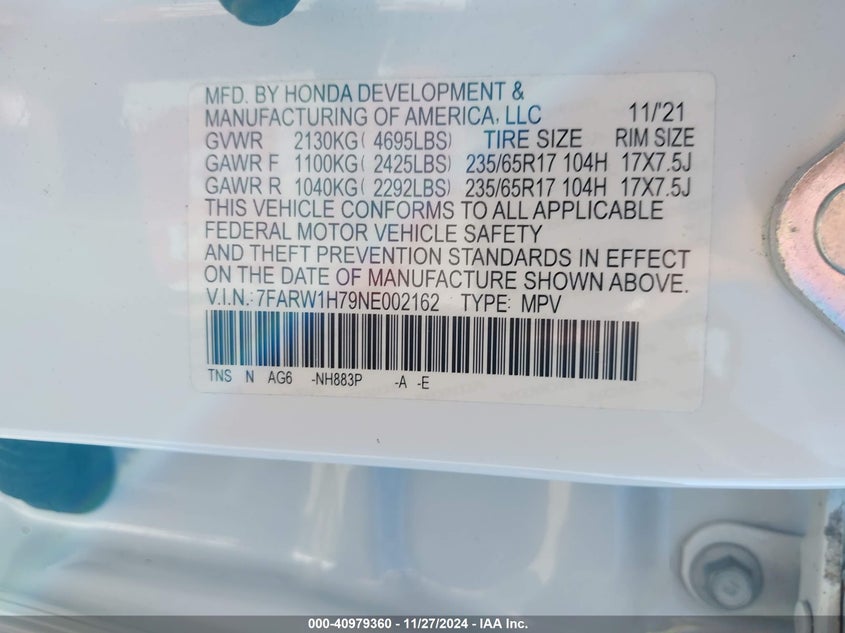 MFD. BY HONDA DEVELOPMENT &
MANUFACTURING OF AMERICA, LLC 11/'21
GVWR 2130KG( 4695LBS) TIRE SIZE RIM SIZE
GAWR F 1100KG( 2425LBS) 235/65R17 104H 17X7.5J
GAWR R 1040KG( 2292LBS) 235/65R17 104H 17X7.5J
THIS VEHICLE CONFORMS TO ALL APPLICABLE
FEDERAL MOTOR VEHICLE SAFETY
AND THEFT PREVENTION STANDARDS IN EFFECT
ON THE DATE OF MANUFACTURE SHOWN ABOVE.
V.I.N.: 7FARW1H79NE002162 TYPE: MPV
TNS N AG6 -NH883P -A -E
000-40979360 - 11/27/2024 - IAA Inc.